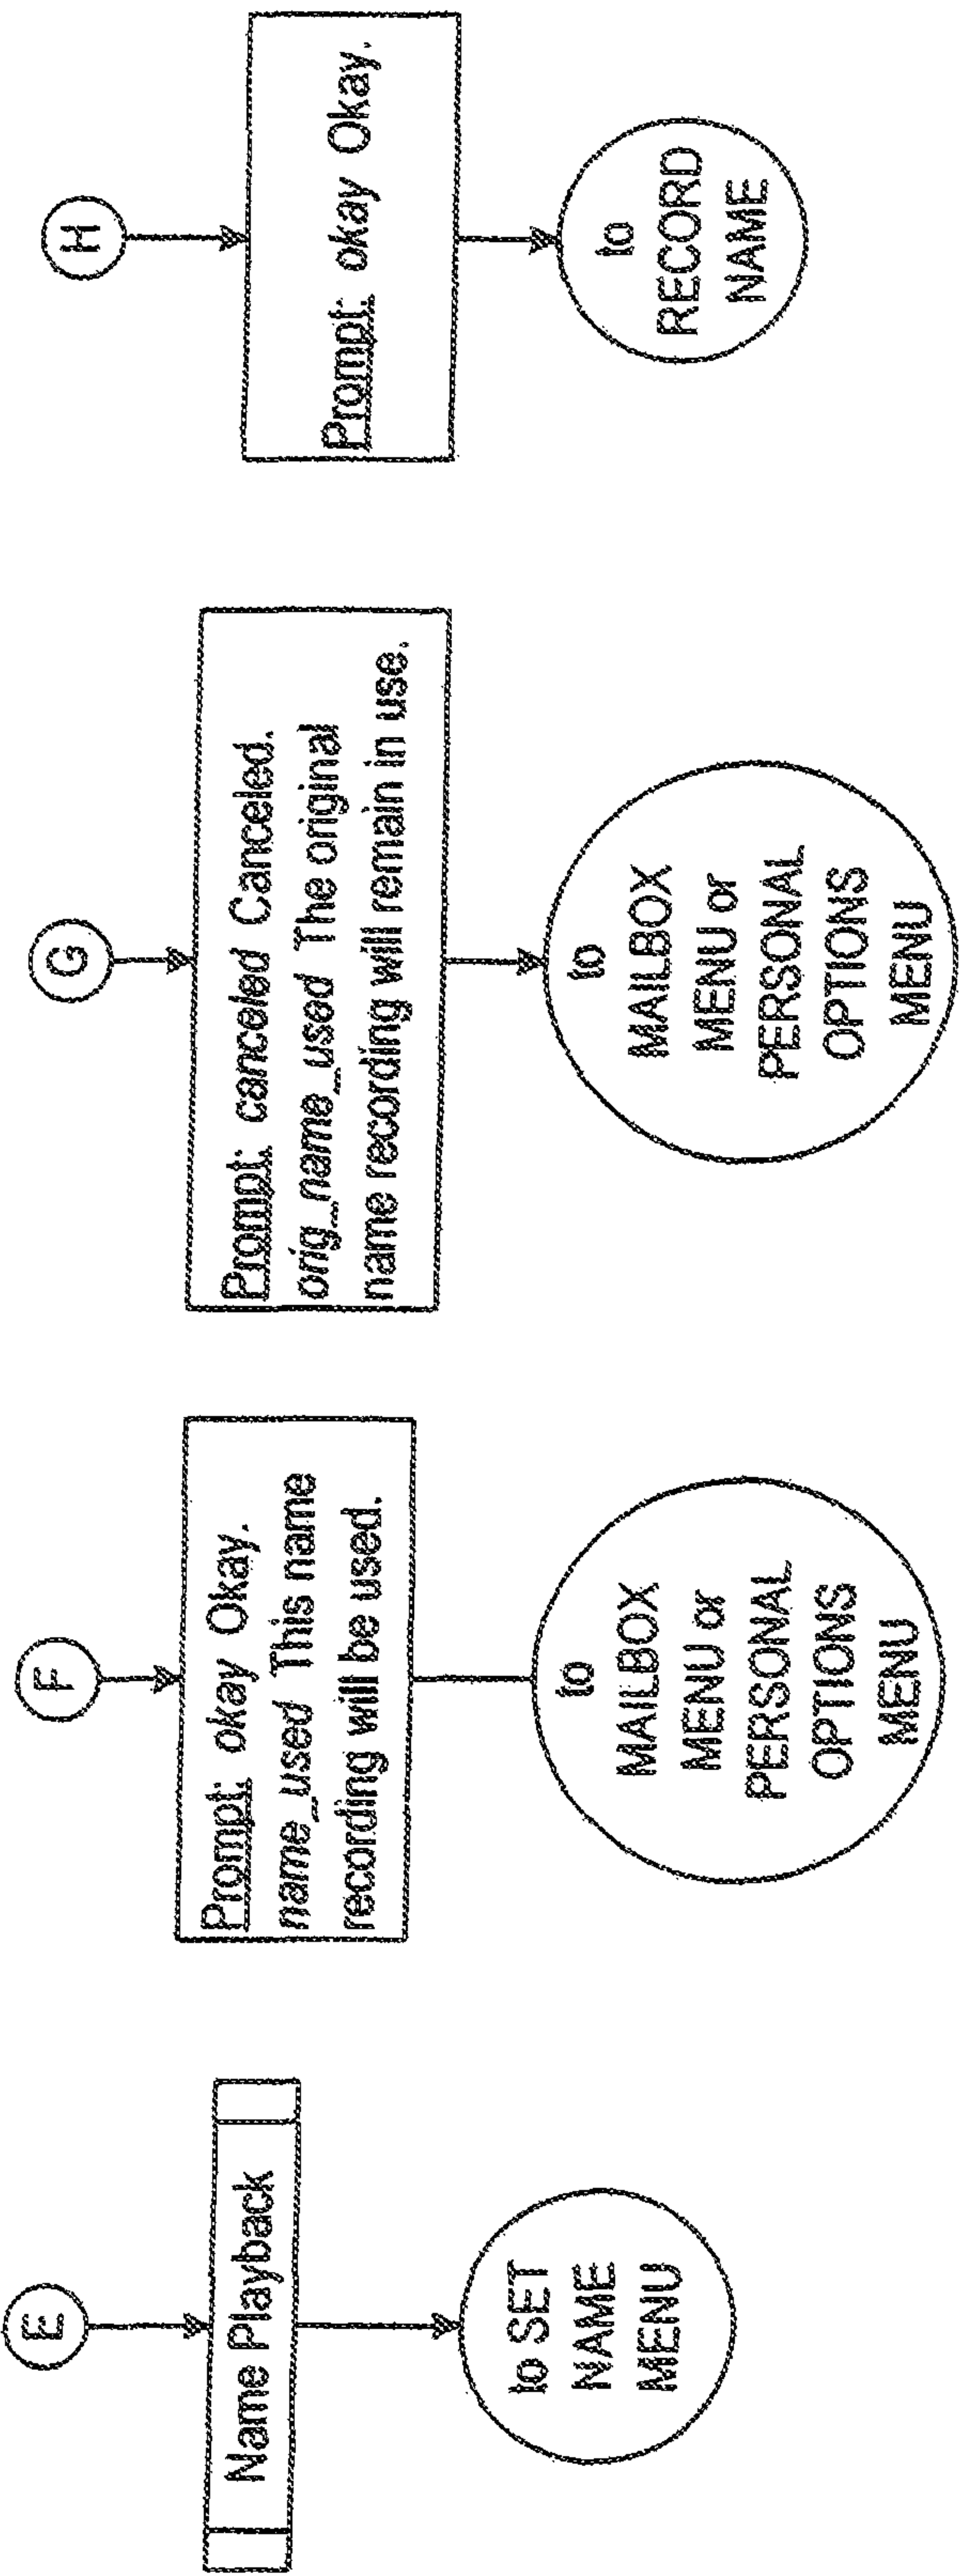 E
Name Playback
to SET
NAME
MENU
F
Prompt: okay Okay.
name_used This name
recording will be used.
to
MAILBOX
MENU or
PERSONAL
OPTIONS
MENU
G
Prompt: canceled Canceled.
orig_name_used The original
name recording will remain in use.
to
MAILBOX
MENU or
PERSONAL
OPTIONS
MENU
H
Prompt: okay Okay.
to
RECORD
NAME